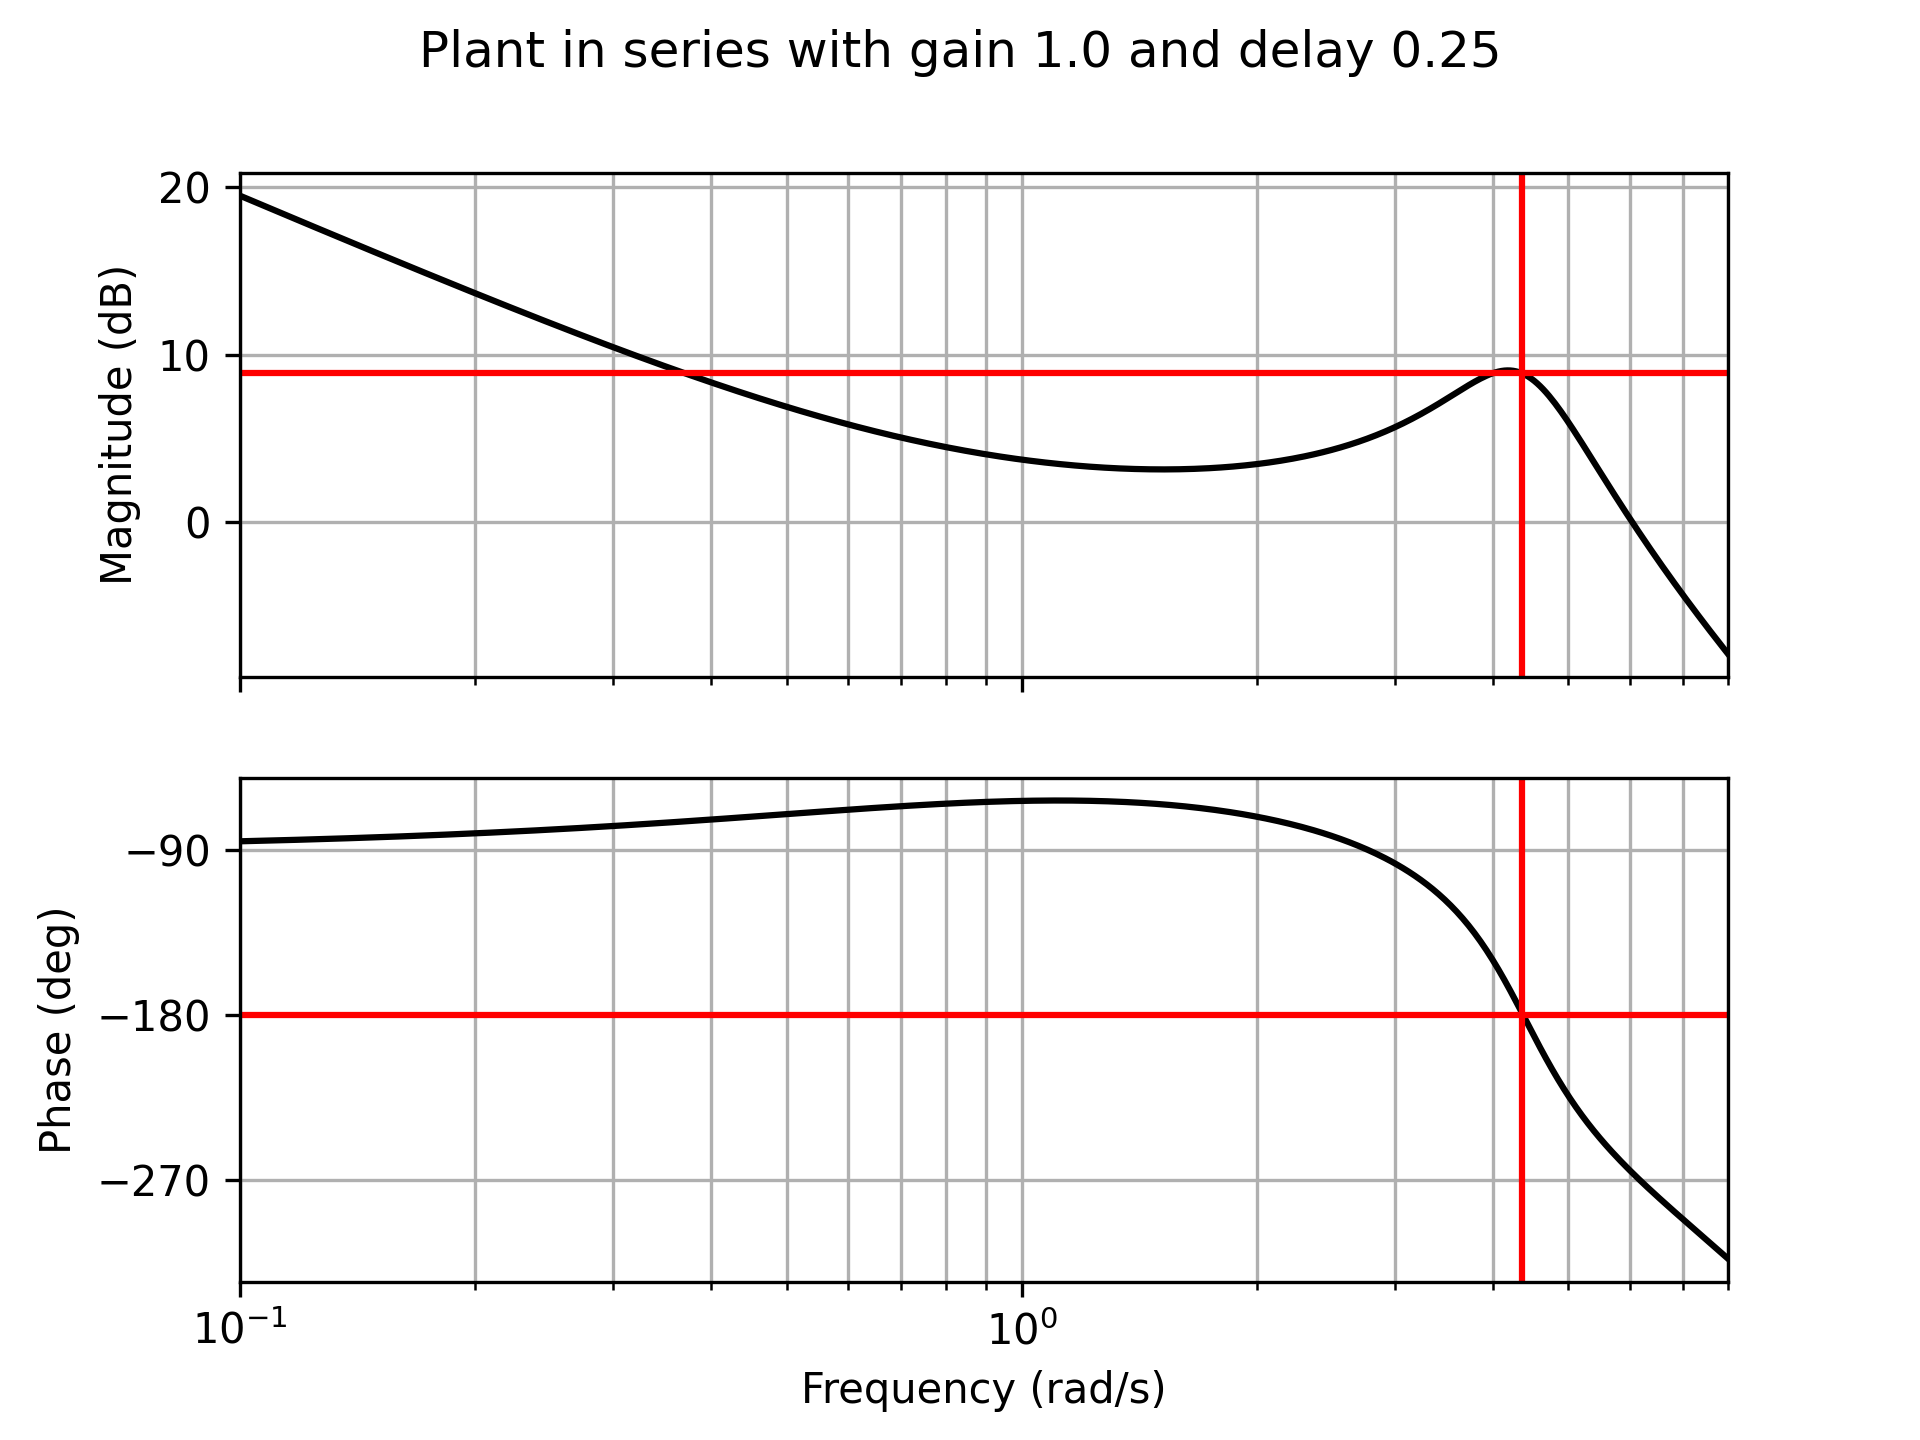 Plant in series with gain 1.0 and delay 0.25
20
10
0
Magnitude (dB)
−90
−180
−270
Phase (deg)
10⁻¹
10⁰
Frequency (rad/s)